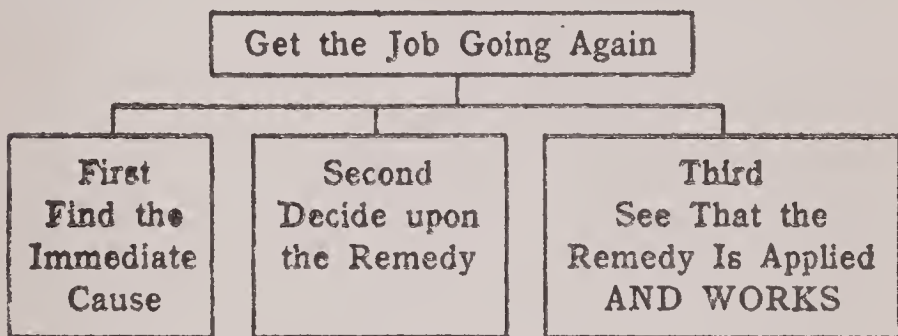 Get the Job Going Again
First
Find the
Immediate
Cause
Second
Decide upon
the Remedy
Third
See That the
Remedy Is Applied
AND WORKS